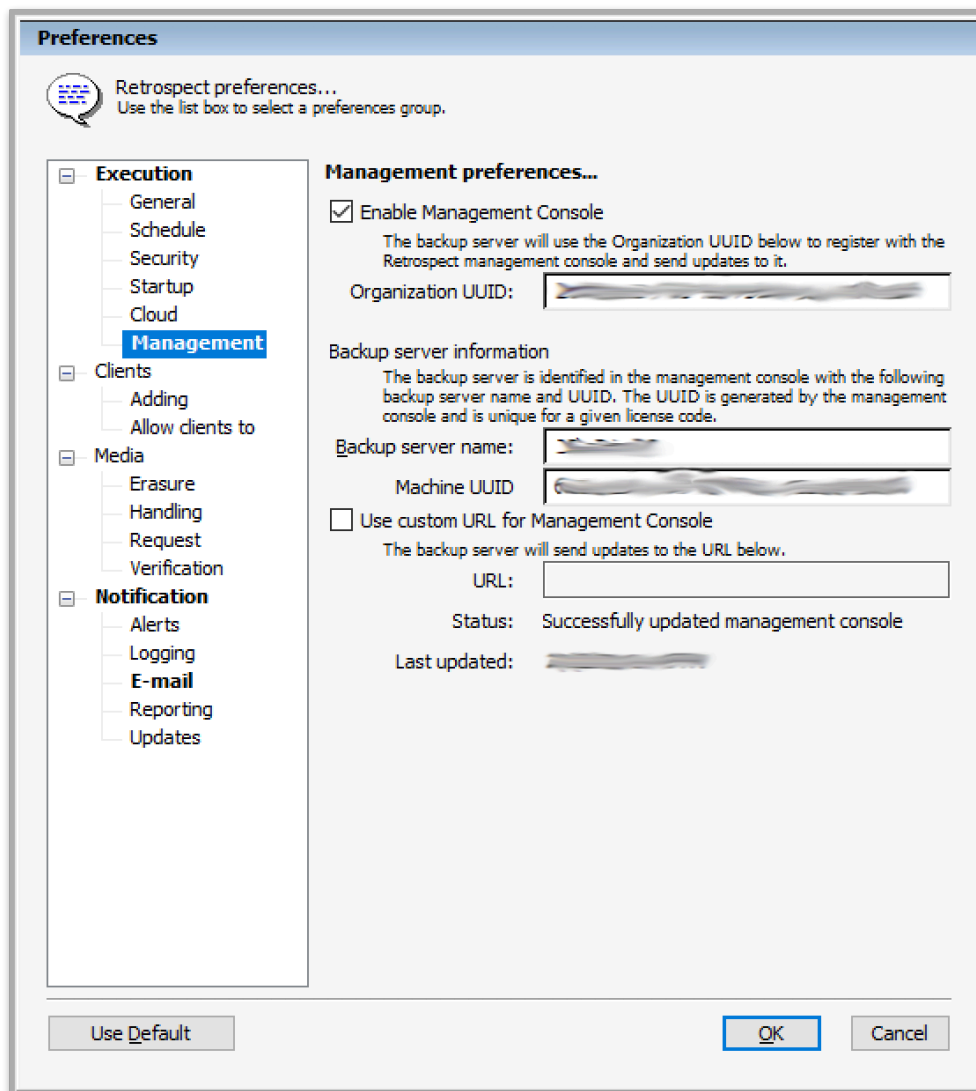 Preferences
Retrospect preferences...
Use the list box to select a preferences group.
Execution
General
Schedule
Security
Startup
Cloud
Management
Clients
Adding
Allow clients to
Media
Erasure
Handling
Request
Verification
Notification
Alerts
Logging
E-mail
Reporting
Updates
Management preferences...
Enable Management Console
The backup server will use the Organization UUID below to register with the
Retrospect management console and send updates to it.
Organization UUID:
Backup server information
The backup server is identified in the management console with the following
backup server name and UUID. The UUID is generated by the management
console and is unique for a given license code.
Backup server name:
Machine UUID
Use custom URL for Management Console
The backup server will send updates to the URL below.
URL:
Status: Successfully updated management console
Last updated:
Use Default
OK
Cancel